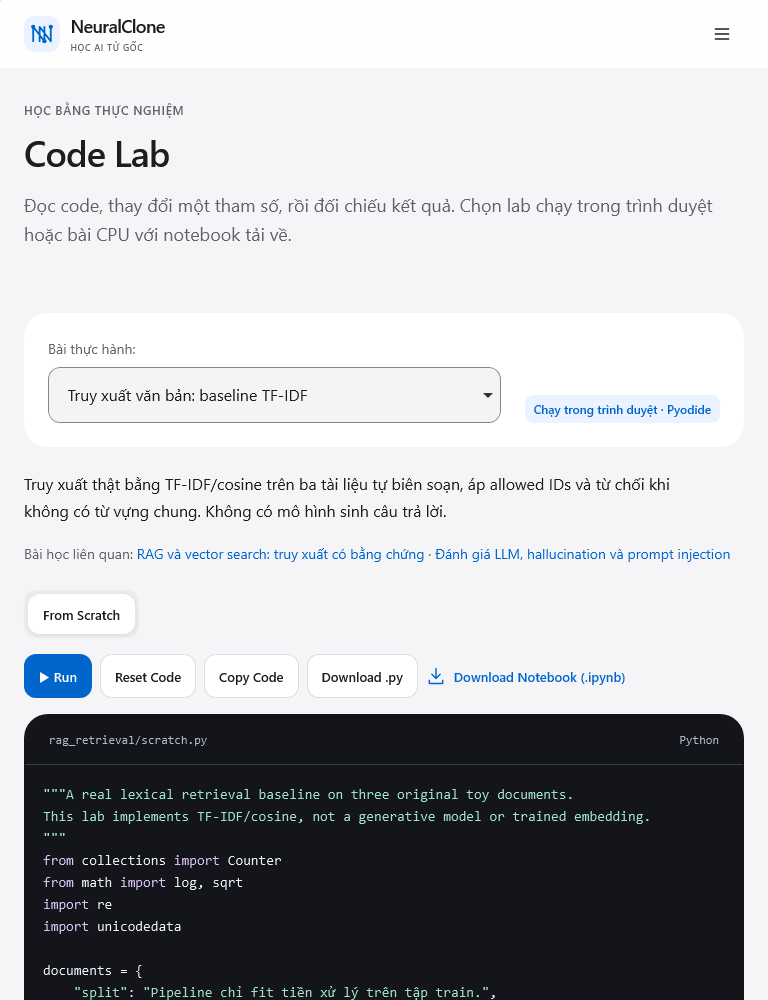 NeuralClone
HỌC AI TỪ GỐC
HỌC BẰNG THỰC NGHIỆM
Code Lab
Đọc code, thay đổi một tham số, rồi đối chiếu kết quả. Chọn lab chạy trong trình duyệt
hoặc bài CPU với notebook tải về.
Bài thực hành:
Truy xuất văn bản: baseline TF-IDF
Chạy trong trình duyệt · Pyodide
Truy xuất thật bằng TF-IDF/cosine trên ba tài liệu tự biên soạn, áp allowed IDs và từ chối khi
không có từ vựng chung. Không có mô hình sinh câu trả lời.
Bài học liên quan: RAG và vector search: truy xuất có bằng chứng · Đánh giá LLM, hallucination và prompt injection
From Scratch
▶ Run
Reset Code
Copy Code
Download .py
Download Notebook (.ipynb)
rag_retrieval/scratch.py
Python
"""A real lexical retrieval baseline on three original toy documents.
This lab implements TF-IDF/cosine, not a generative model or trained embedding.
"""
from collections import Counter
from math import log, sqrt
import re
import unicodedata
documents = {
"split": "Pipeline chỉ fit tiền xử lý trên tập train.",